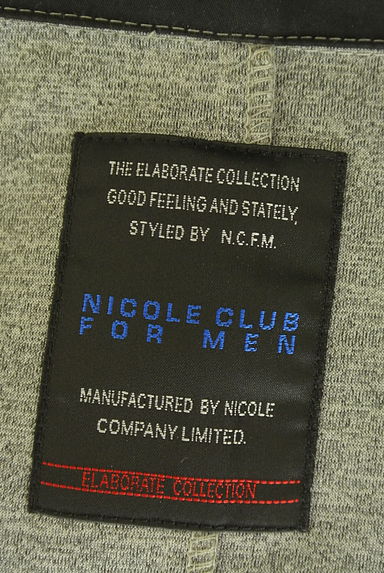 THE ELABORATE COLLECTION
GOOD FEELING AND STATELY,
STYLED BY N.C.F.M.
NICOLE CLUB
FOR MEN
MANUFACTURED BY NICOLE
COMPANY LIMITED.
ELABORATE COLLECTION